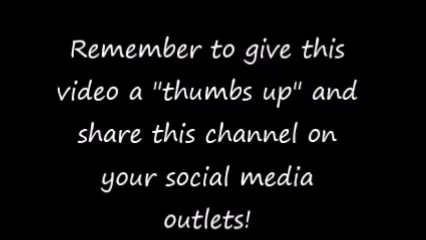 Remember to give this
video a "thumbs up" and
share this channel on
your social media
outlets!